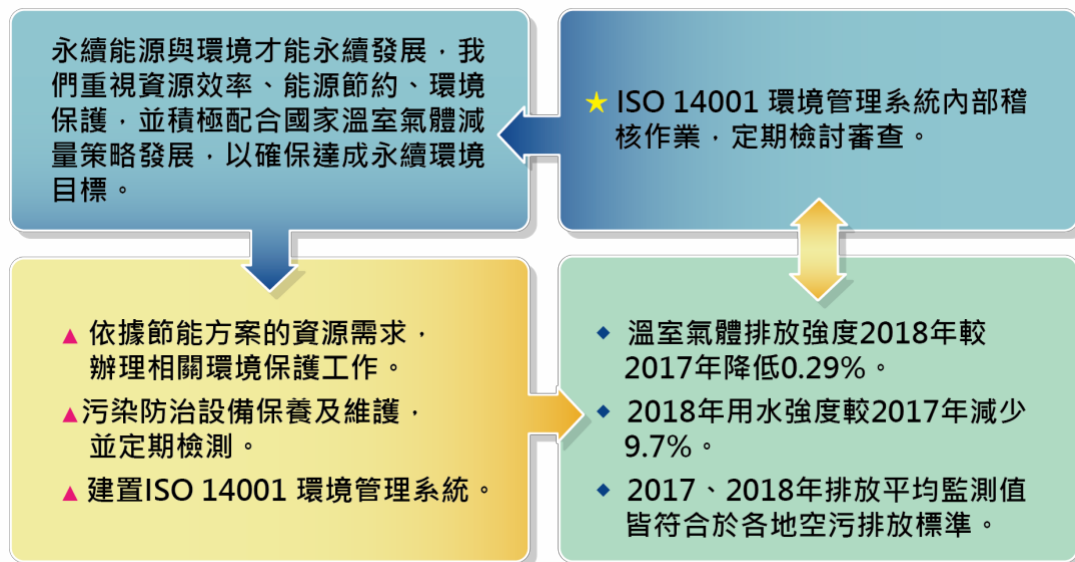 永續能源與環境才能永續發展，我
們重視資源效率、能源節約、環境
保護，並積極配合國家溫室氣體減
量策略發展，以確保達成永續環境
目標。
★ ISO 14001 環境管理系統內部稽
核作業，定期檢討審查。
▲ 依據節能方案的資源需求，
辦理相關環境保護工作。
▲污染防治設備保養及維護，
並定期檢測。
▲ 建置ISO 14001 環境管理系統。
◆ 溫室氣體排放強度2018年較
2017年降低0.29%。
◆ 2018年用水強度較2017年減少
9.7%。
◆ 2017、2018年排放平均監測值
皆符合於各地空污排放標準。